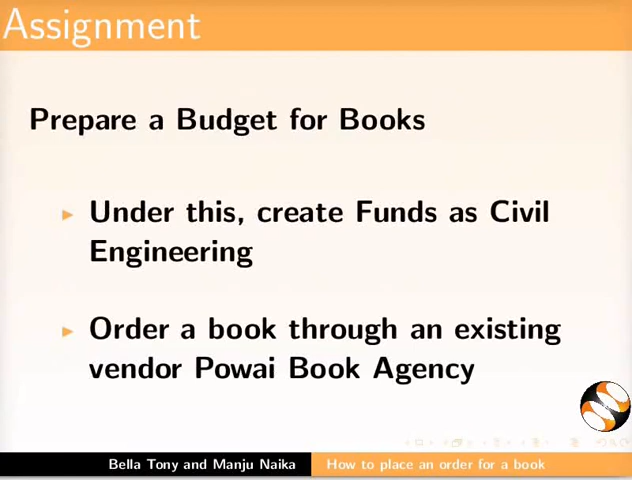 Assignment
Prepare a Budget for Books
Under this, create Funds as Civil
Engineering
Order a book through an existing
vendor Powai Book Agency
Bella Tony and Manju Naika
How to place an order for a book